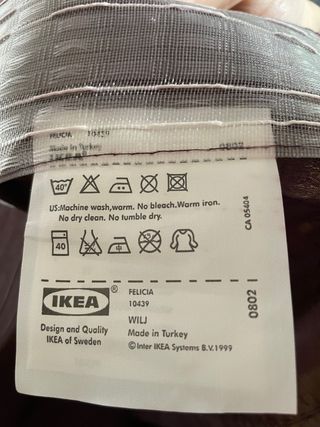 FELICIA 10439
Made in Turkey
IKEA 0802
40°
US:Machine wash,warm. No bleach.Warm iron.
No dry clean. No tumble dry.
40
CA 05404
IKEA®
FELICIA
10439
WILJ
Made in Turkey
© Inter IKEA Systems B.V. 1999
Design and Quality
IKEA of Sweden
0802